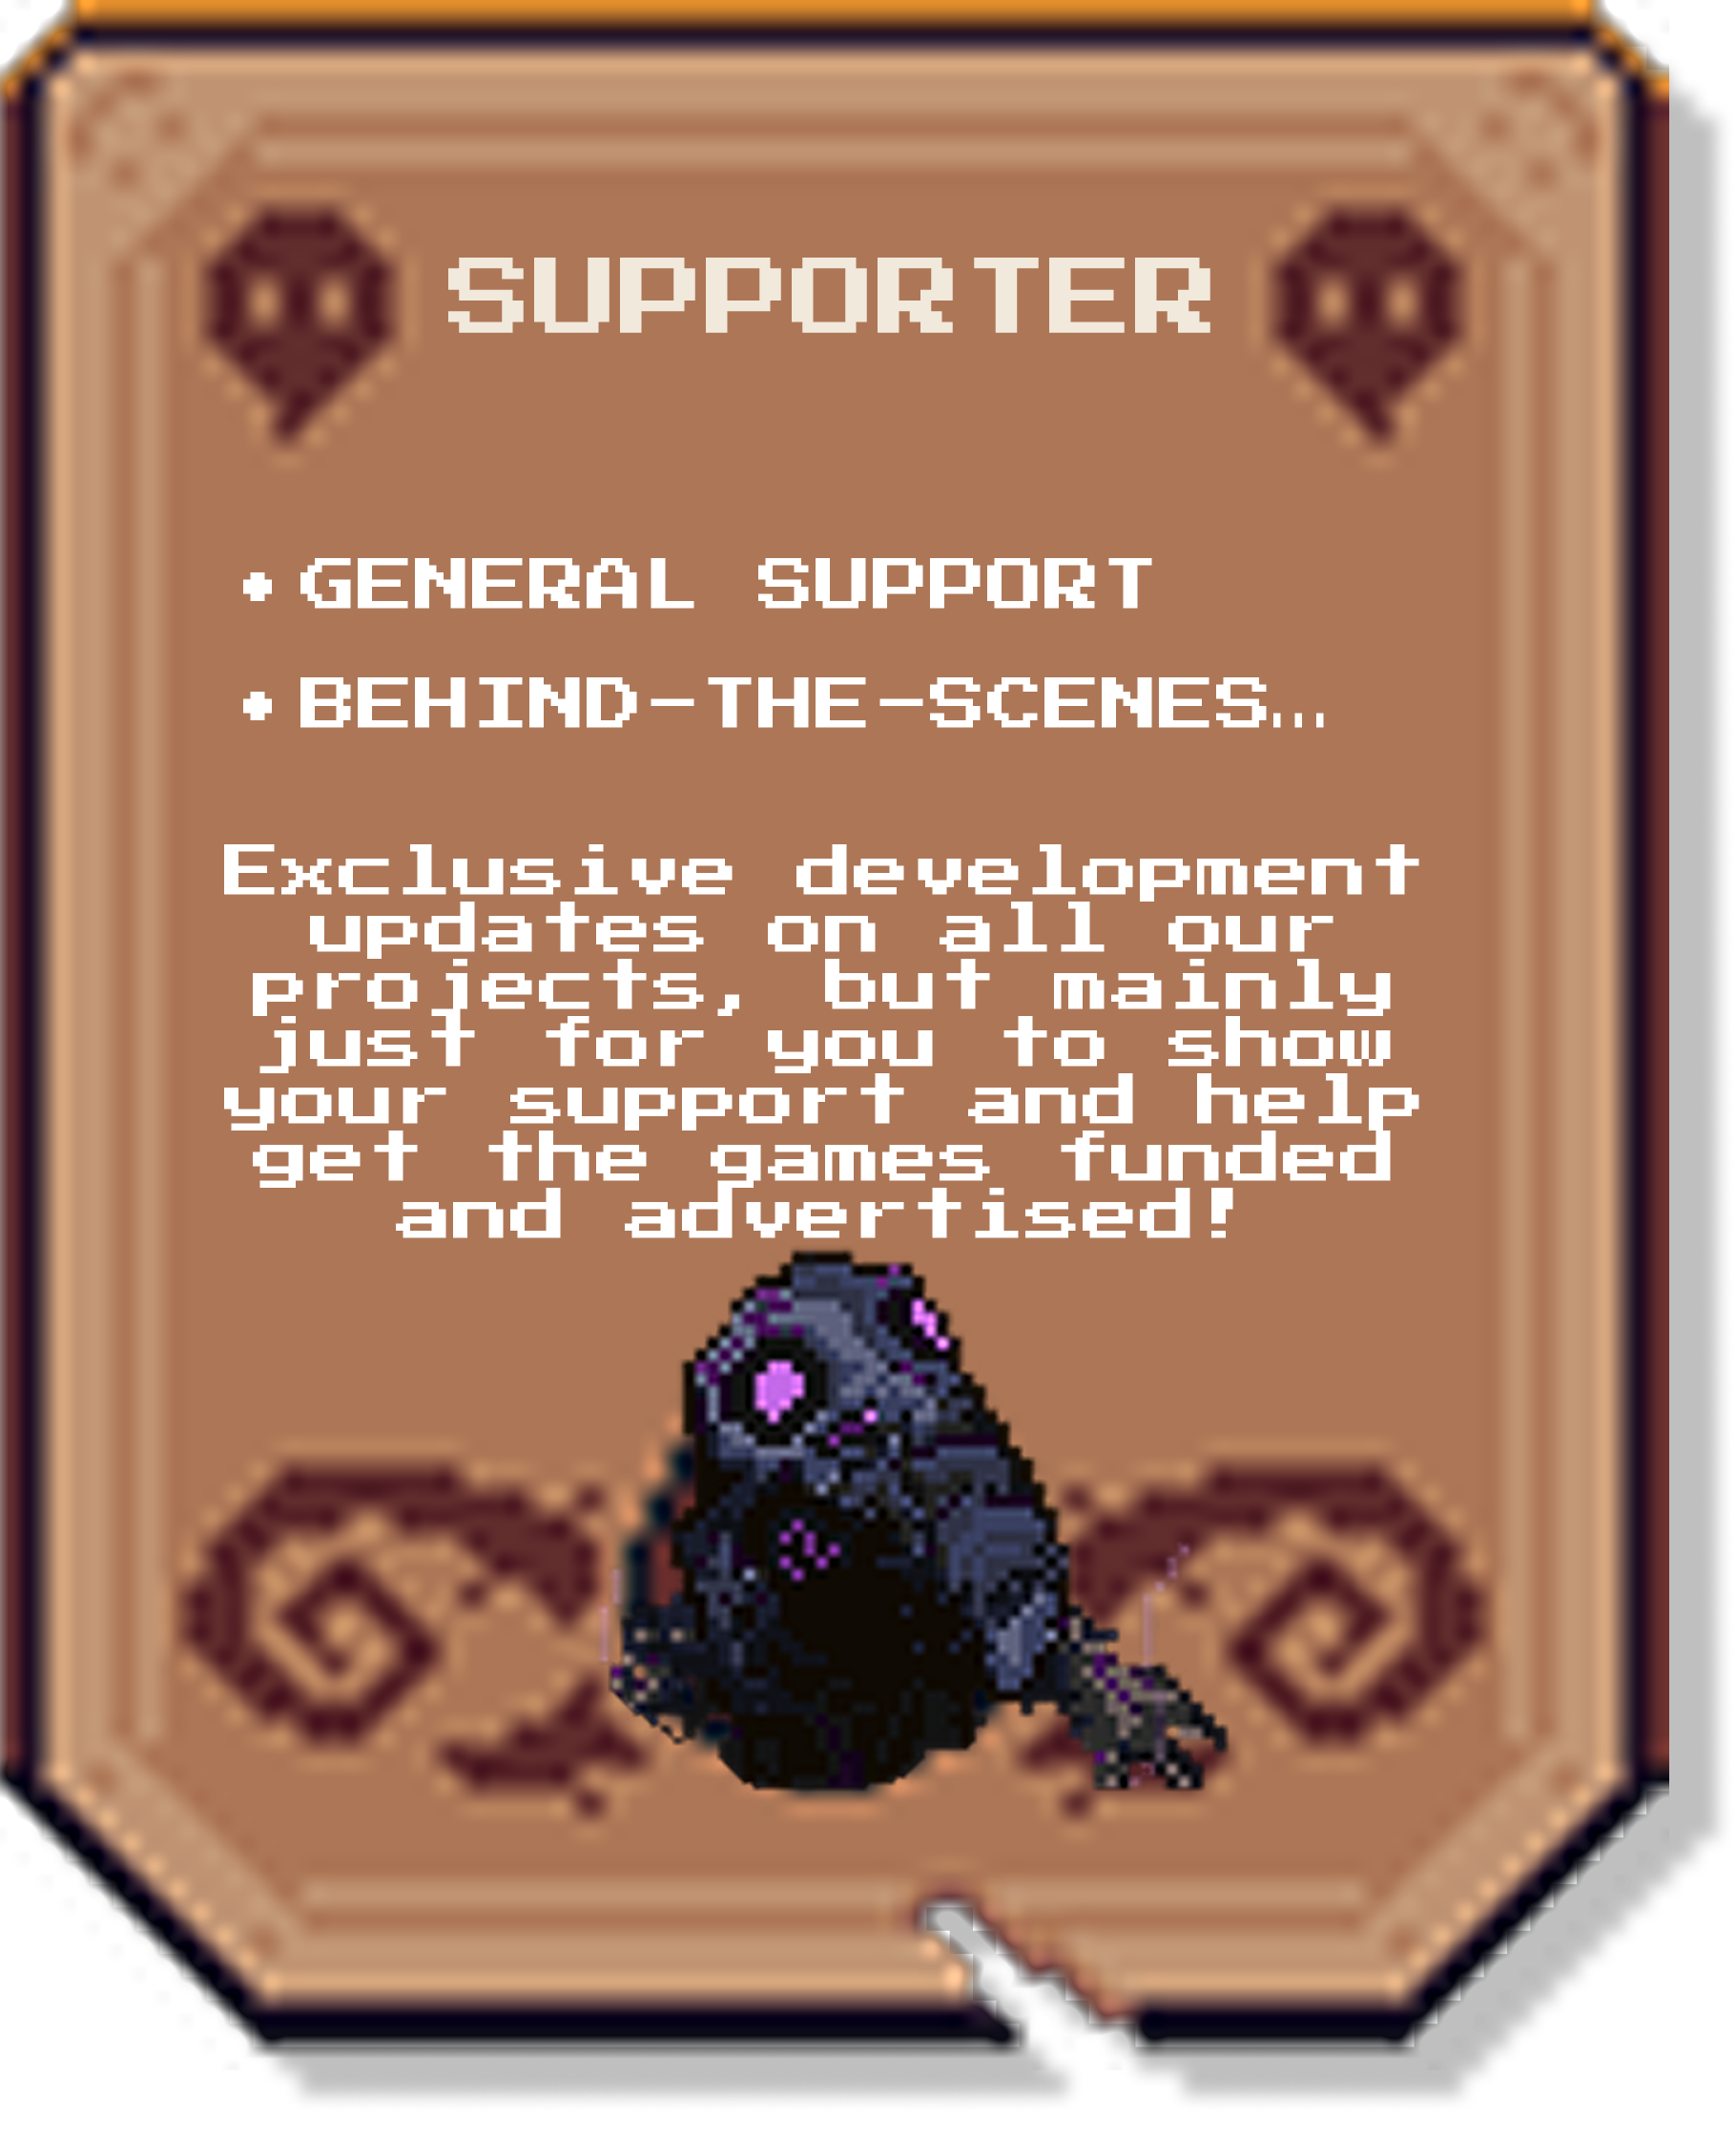 SUPPORTER
• GENERAL SUPPORT
• BEHIND-THE-SCENES...
Exclusive development
updates on all our
projects, but mainly
just for you to show
your support and help
get the games funded
and advertised!